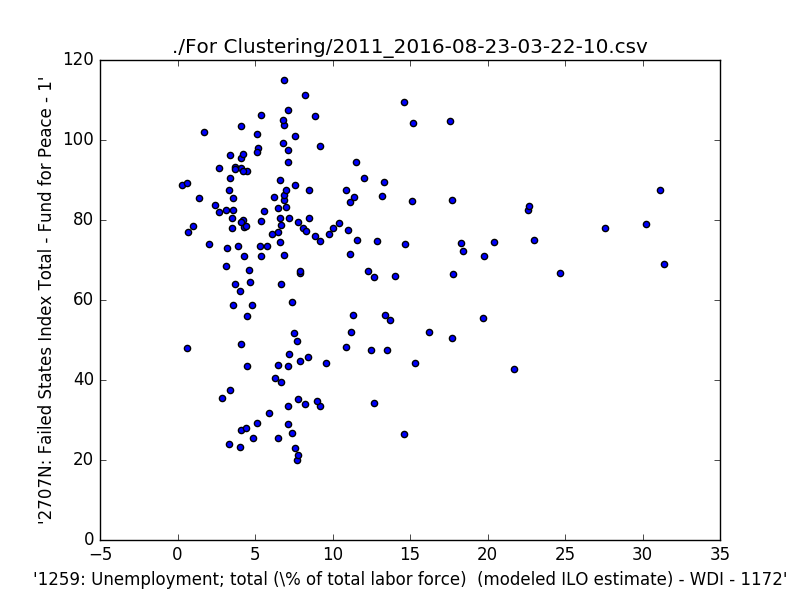 ./For Clustering/2011_2016-08-23-03-22-10.csv
120
100
80
60
40
20
0
'2707N: Failed States Index Total - Fund for Peace - 1'
−5 0 5 10 15 20 25 30 35
'1259: Unemployment; total (\% of total labor force)  (modeled ILO estimate) - WDI - 1172'